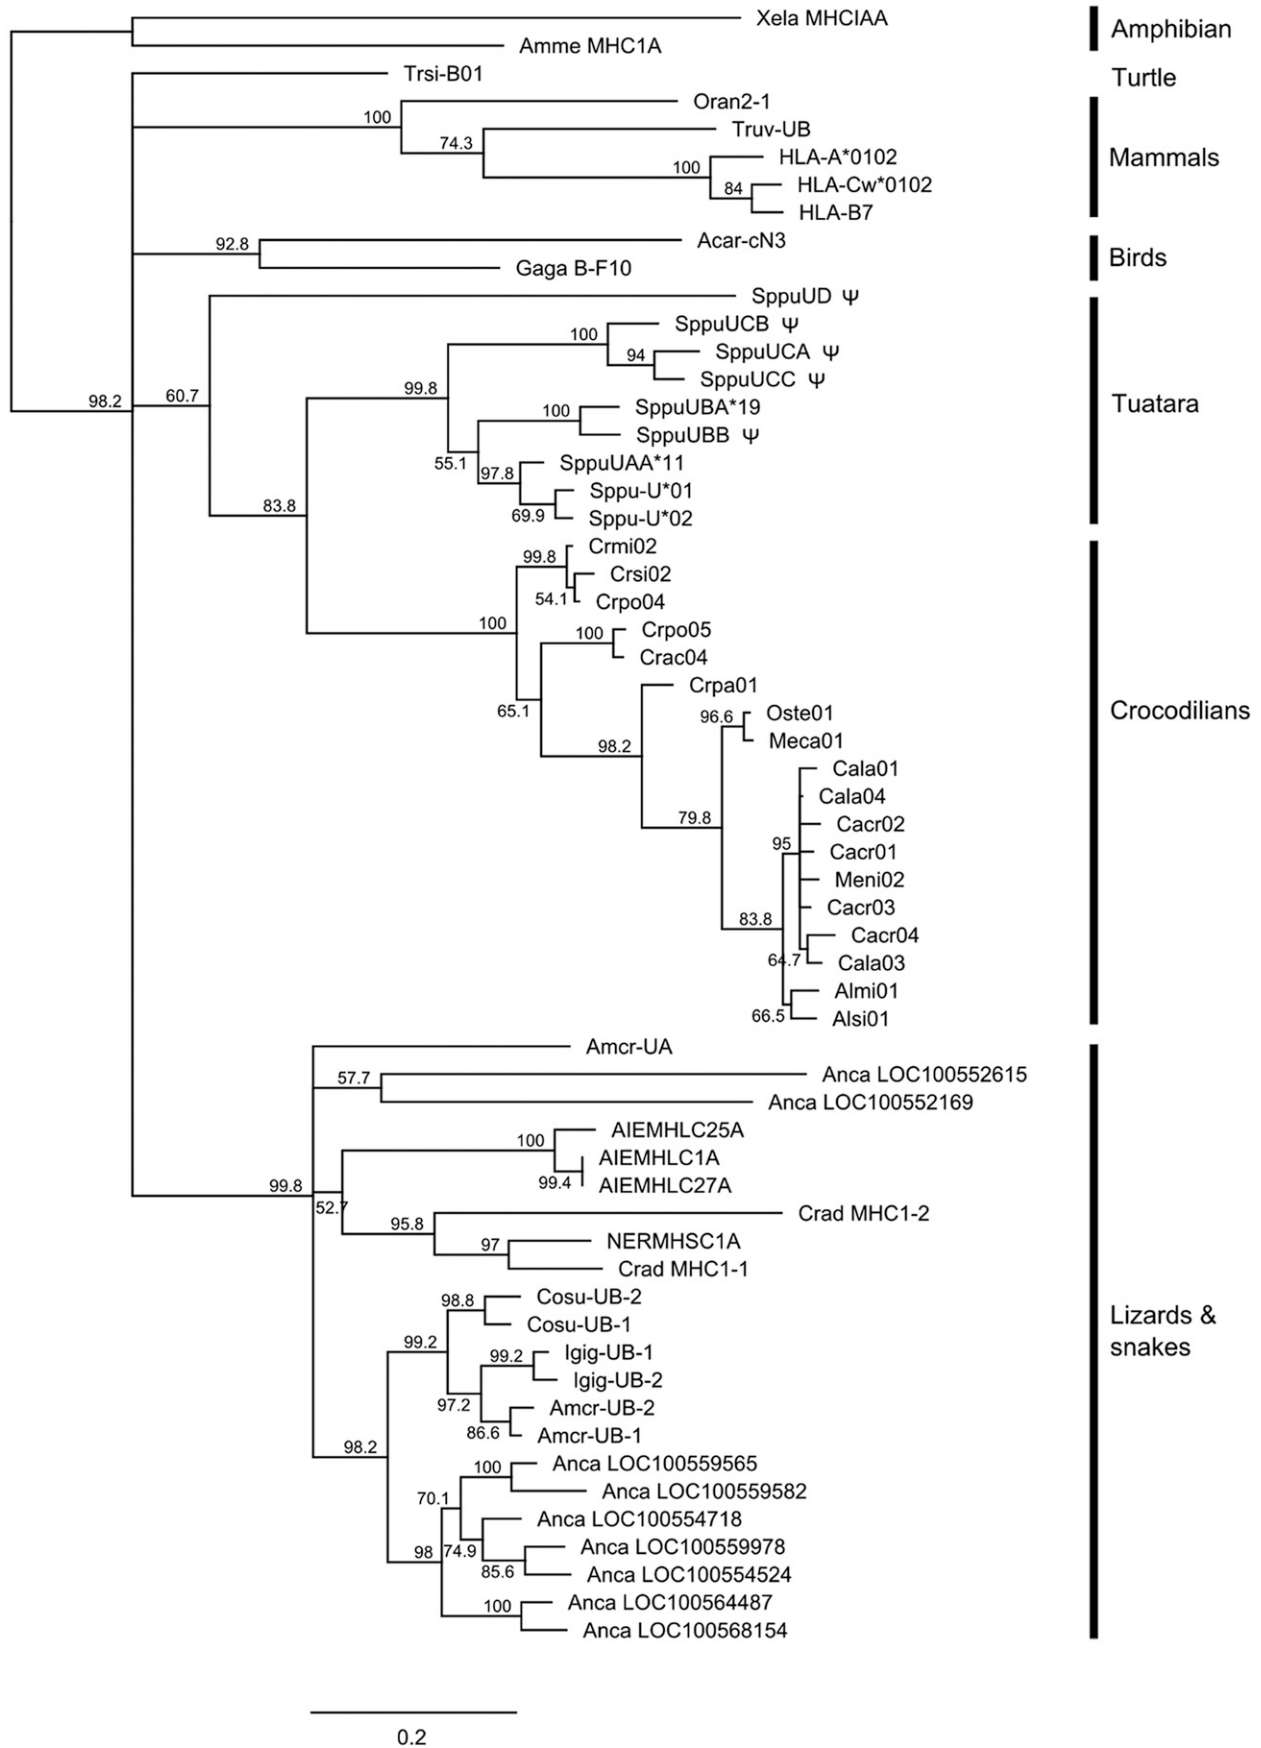 Xela MHCIAA
Amme MHC1A
Amphibian
Trsi-B01
Turtle
Oran2-1
100
Truv-UB
74.3
HLA-A*0102
Mammals
100
HLA-Cw*0102
84
HLA-B7
Acar-cN3
92.8
Birds
Gaga B-F10
SppuUD Ψ
SppuUCB Ψ
100
SppuUCA Ψ
94
SppuUCC Ψ
99.8
98.2
60.7
SppuUBA*19
Tuatara
100
SppuUBB Ψ
55.1
SppuUAA*11
97.8
Sppu-U*01
69.9
Sppu-U*02
83.8
Crmi02
99.8
Crsi02
54.1
Crpo04
100
Crpo05
100
Crac04
Crpa01
65.1
Oste01
96.6
Crocodilians
Meca01
98.2
Cala01
Cala04
79.8
Cacr02
95
Cacr01
Meni02
Cacr03
83.8
Cacr04
64.7
Cala03
Almi01
66.5
Alsi01
Amcr-UA
57.7
Anca LOC100552615
Anca LOC100552169
AIEMHLC25A
100
AIEMHLC1A
99.4
AIEMHLC27A
99.8
52.7
Crad MHC1-2
95.8
NERMHSC1A
97
Crad MHC1-1
Cosu-UB-2
98.8
Cosu-UB-1
Lizards &
snakes
99.2
Igig-UB-1
99.2
Igig-UB-2
97.2
Amcr-UB-2
86.6
Amcr-UB-1
98.2
Anca LOC100559565
100
Anca LOC100559582
70.1
Anca LOC100554718
98
74.9
Anca LOC100559978
85.6
Anca LOC100554524
Anca LOC100564487
100
Anca LOC100568154
0.2